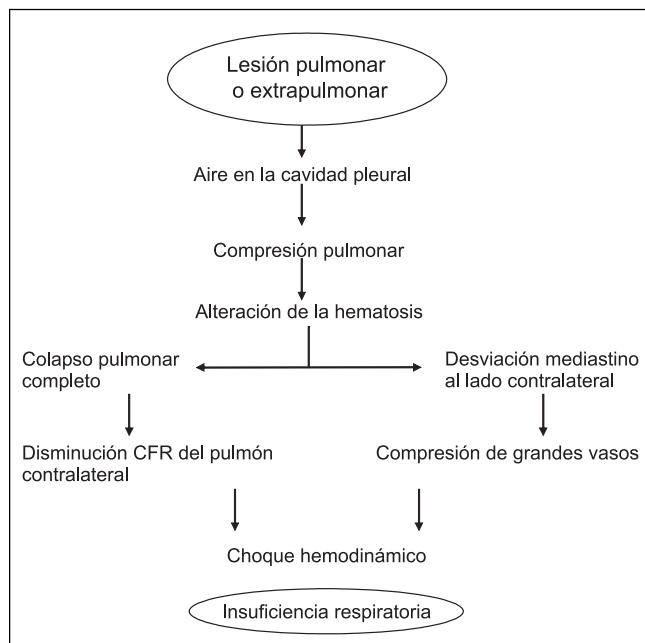 Lesión pulmonar
o extrapulmonar
Aire en la cavidad pleural
Compresión pulmonar
Alteración de la hematosis
Colapso pulmonar
completo
Desviación mediastino
al lado contralateral
Disminución CFR del pulmón
contralateral
Compresión de grandes vasos
Choque hemodinámico
Insuficiencia respiratoria